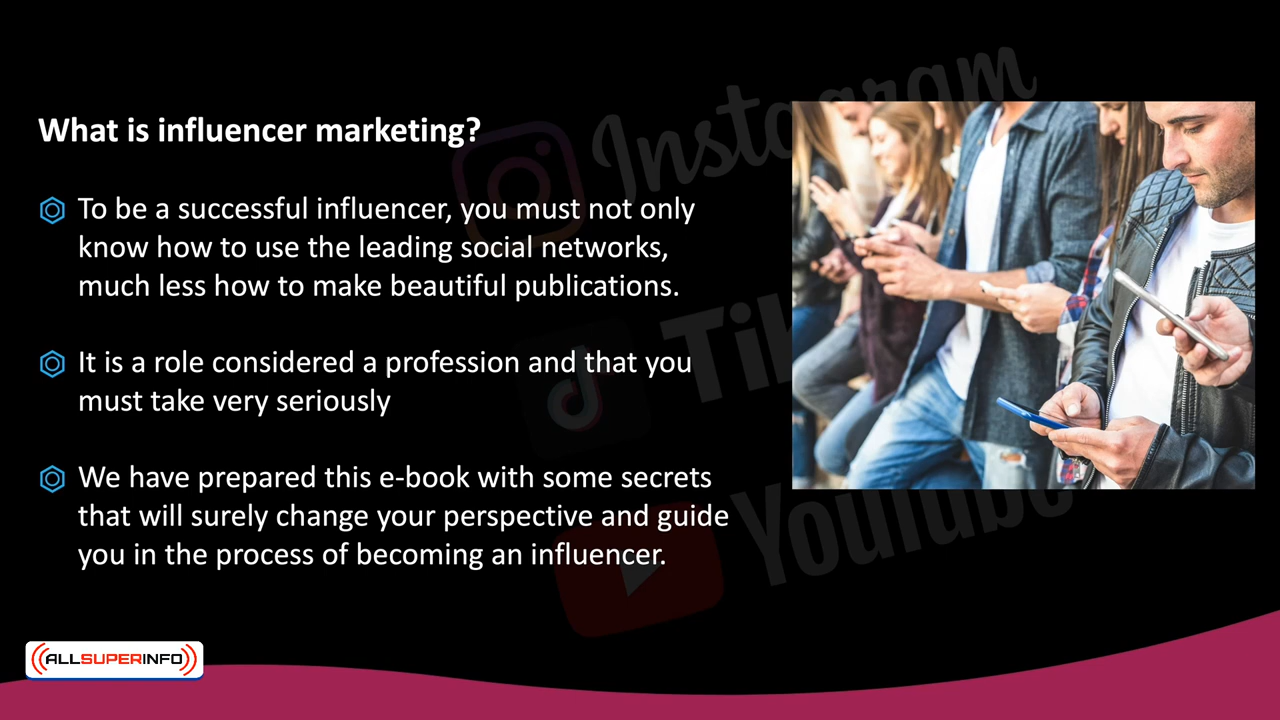 What is influencer marketing?
To be a successful influencer, you must not only
know how to use the leading social networks,
much less how to make beautiful publications.
It is a role considered a profession and that you
must take very seriously
We have prepared this e-book with some secrets
that will surely change your perspective and guide
you in the process of becoming an influencer.
Instagram
Tik
YouTube
ALLSUPERINFO